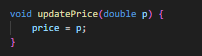 void updatePrice(double p) {
    price = p;
}